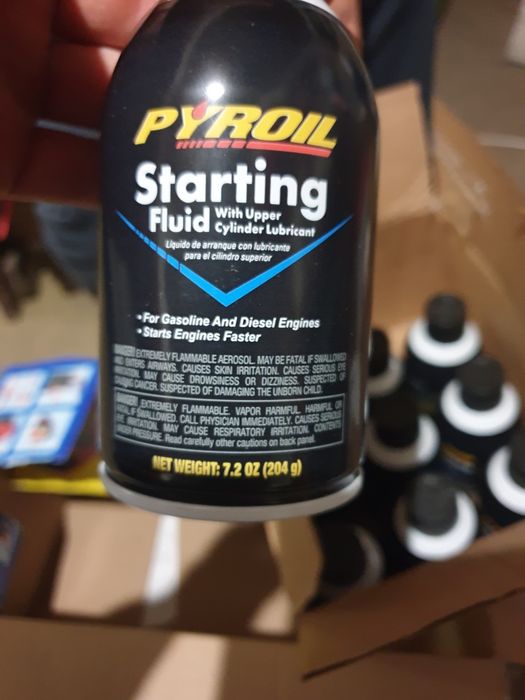 PYROIL
Starting
Fluid With Upper
Cylinder Lubricant
Líquido de arranque con lubricante
para el cilindro superior
• For Gasoline And Diesel Engines
• Starts Engines Faster
DANGER! EXTREMELY FLAMMABLE AEROSOL. MAY BE FATAL IF SWALLOWED
AND ENTERS AIRWAYS. CAUSES SKIN IRRITATION. CAUSES SERIOUS EYE
IRRITATION. MAY CAUSE DROWSINESS OR DIZZINESS. SUSPECTED OF
CAUSING CANCER. SUSPECTED OF DAMAGING THE UNBORN CHILD.
DANGER! EXTREMELY FLAMMABLE. VAPOR HARMFUL. HARMFUL OR
FATAL IF SWALLOWED. CALL PHYSICIAN IMMEDIATELY. CAUSES SERIOUS
EYE IRRITATION. MAY CAUSE RESPIRATORY IRRITATION. CONTENTS
UNDER PRESSURE. Read carefully other cautions on back panel.
NET WEIGHT: 7.2 OZ (204 g)